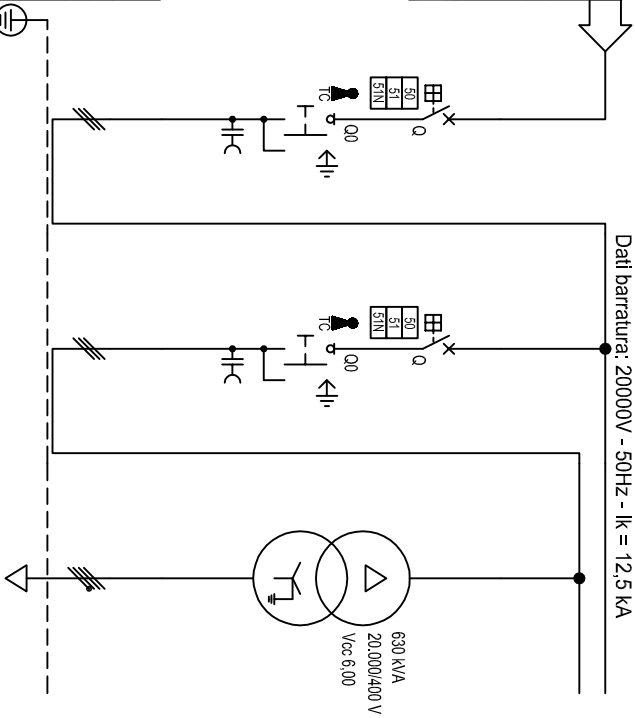 Dati barratura: 20000V - 50Hz - Ik = 12,5 kA
50
51
51N
Q
Q0
TC
50
51
51N
Q
Q0
TC
630 kVA
20.000/400 V
Vcc 6,00